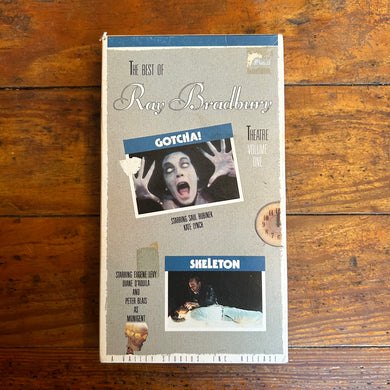 THE BEST OF
Ray Bradbury
THEATRE
VOLUME ONE
GOTCHA!
STARRING SAUL RUBINEK
KATE LYNCH
SKELETON
STARRING EUGENE LEVY
DIANE D'AQUILA
AND
PETER BLAIS
AS
MUNIGENT
A VALLEY STUDIOS, INC. RELEASE